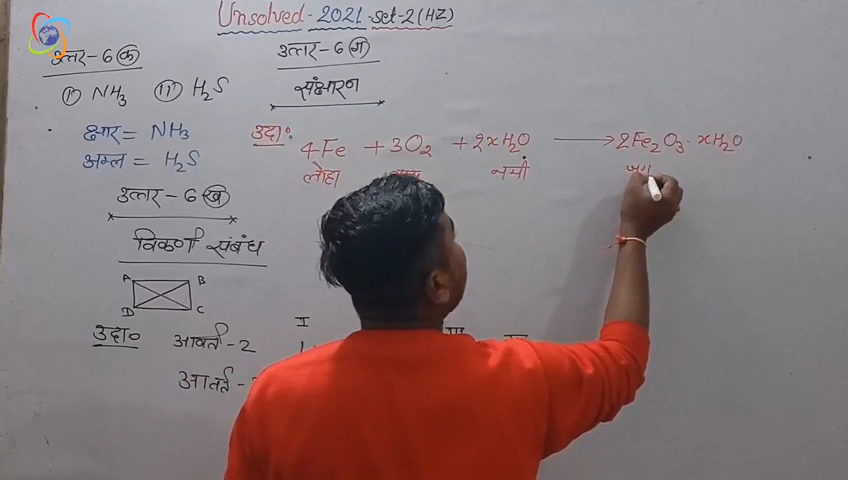 Unsolved-2021-Set-2(HZ)
उत्तर-6 (क)
(i) NH3 (ii) H2S
क्षार = NH3
अम्ल = H2S
उत्तर-6 (ख)
विकर्ण संबंध
A B
D C
उदा० आवर्त-2
आवर्त-
I
उत्तर-6 (ग)
संक्षारण
उदा० 4Fe + 3O2 + 2xH2O → 2Fe2O3·xH2O
लोहा नमी